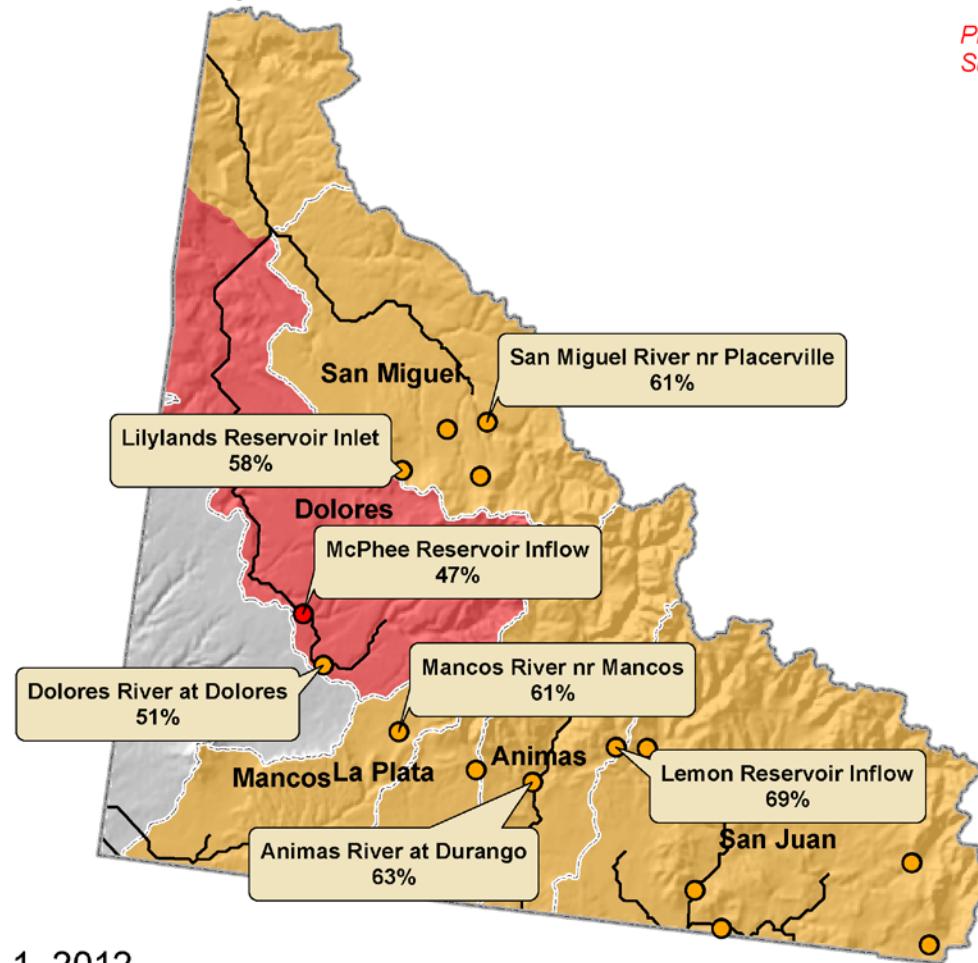 San Miguel River nr Placerville
61%
San Miguel
Lilylands Reservoir Inlet
58%
Dolores
McPhee Reservoir Inflow
47%
Mancos River nr Mancos
61%
Dolores River at Dolores
51%
Animas
Mancos
La Plata
Lemon Reservoir Inflow
69%
San Juan
Animas River at Durango
63%
1, 2012